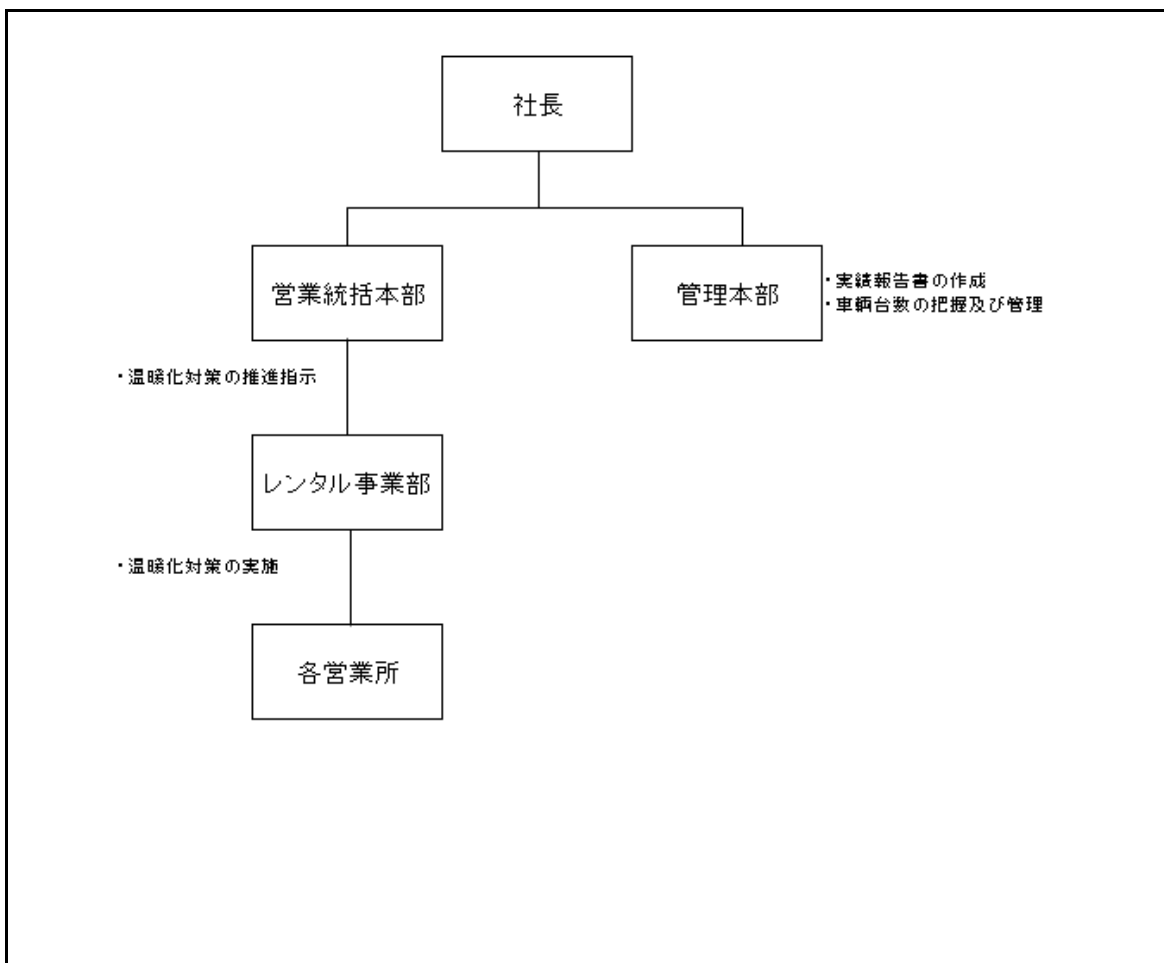 社長
営業統括本部
管理本部
・実績報告書の作成
・車輌台数の把握及び管理
・温暖化対策の推進指示
レンタル事業部
・温暖化対策の実施
各営業所